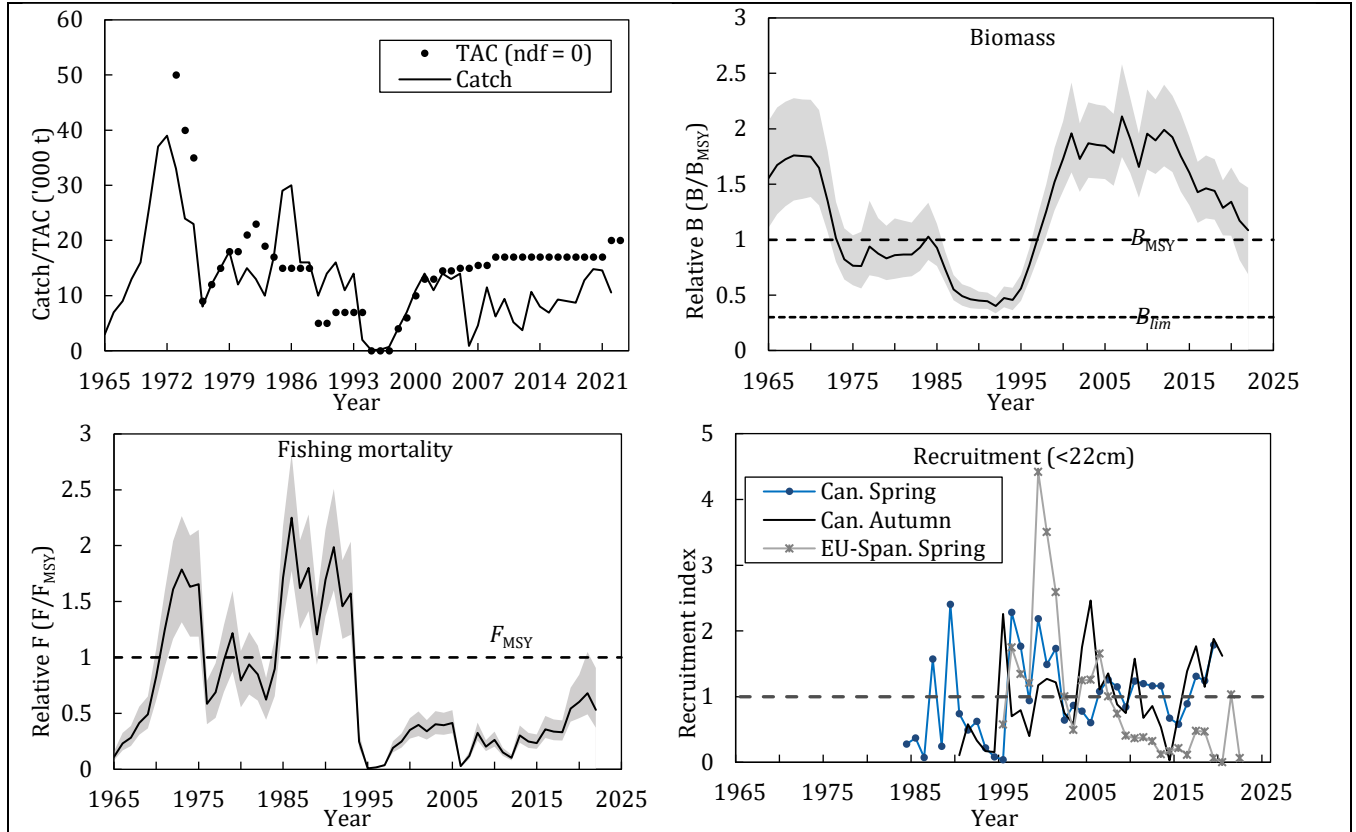 60
50
40
30
20
10
0
Catch/TAC ('000 t)
TAC (ndf = 0)
Catch
1965 1972 1979 1986 1993 2000 2007 2014 2021
Year
3
2.5
2
1.5
1
0.5
0
Relative B (B/BMSY)
Biomass
BMSY
Blim
1965 1975 1985 1995 2005 2015 2025
Year
3
2.5
2
1.5
1
0.5
0
Relative F (F/FMSY)
Fishing mortality
FMSY
1965 1975 1985 1995 2005 2015 2025
Year
5
4
3
2
1
0
Recruitment index
Recruitment (<22cm)
Can. Spring
Can. Autumn
EU-Span. Spring
1965 1975 1985 1995 2005 2015 2025
Year